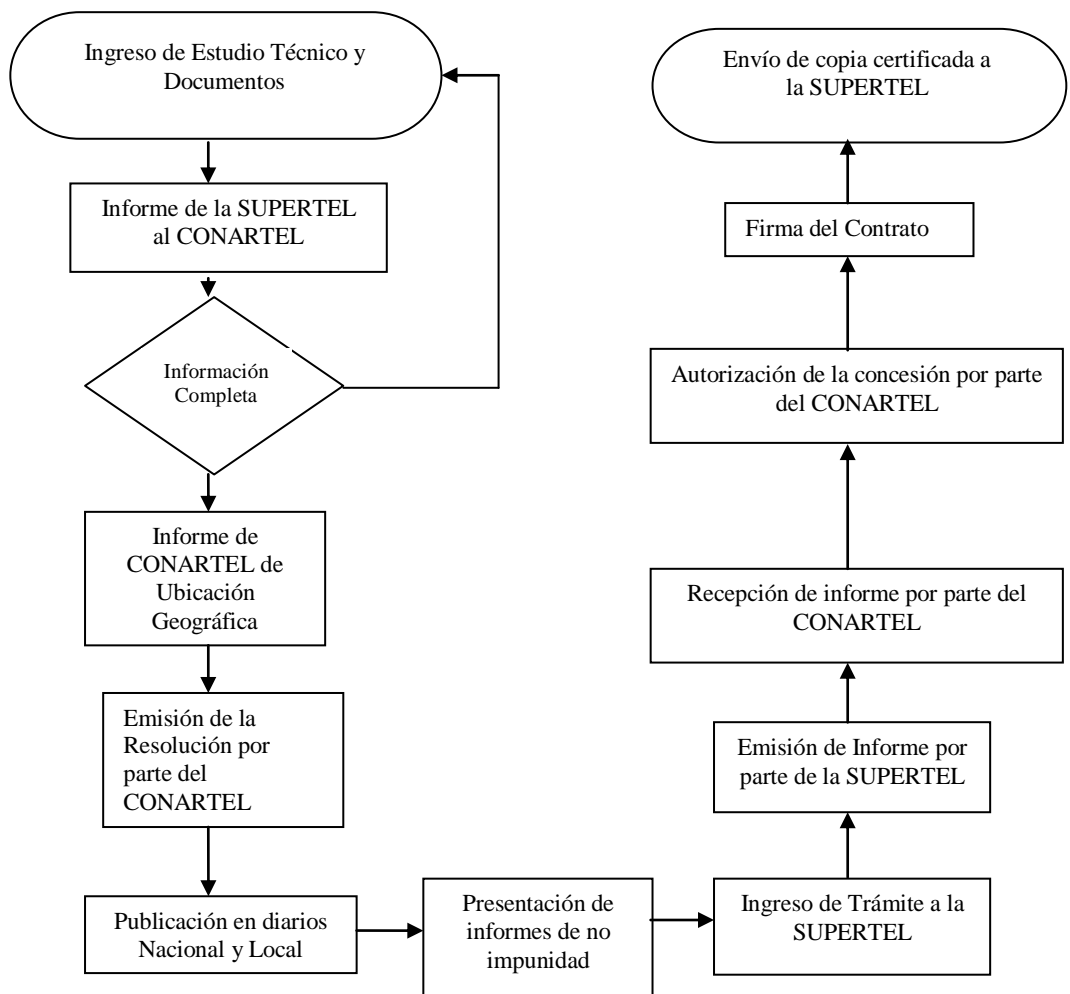 Ingreso de Estudio Técnico y
Documentos
Informe de la SUPERTEL
al CONARTEL
Información
Completa
Informe de
CONARTEL de
Ubicación
Geográfica
Emisión de la
Resolución por
parte del
CONARTEL
Publicación en diarios
Nacional y Local
Presentación de
informes de no
impunidad
Ingreso de Trámite a la
SUPERTEL
Emisión de Informe por
parte de la SUPERTEL
Recepción de informe por parte del
CONARTEL
Autorización de la concesión por parte
del CONARTEL
Firma del Contrato
Envío de copia certificada a
la SUPERTEL